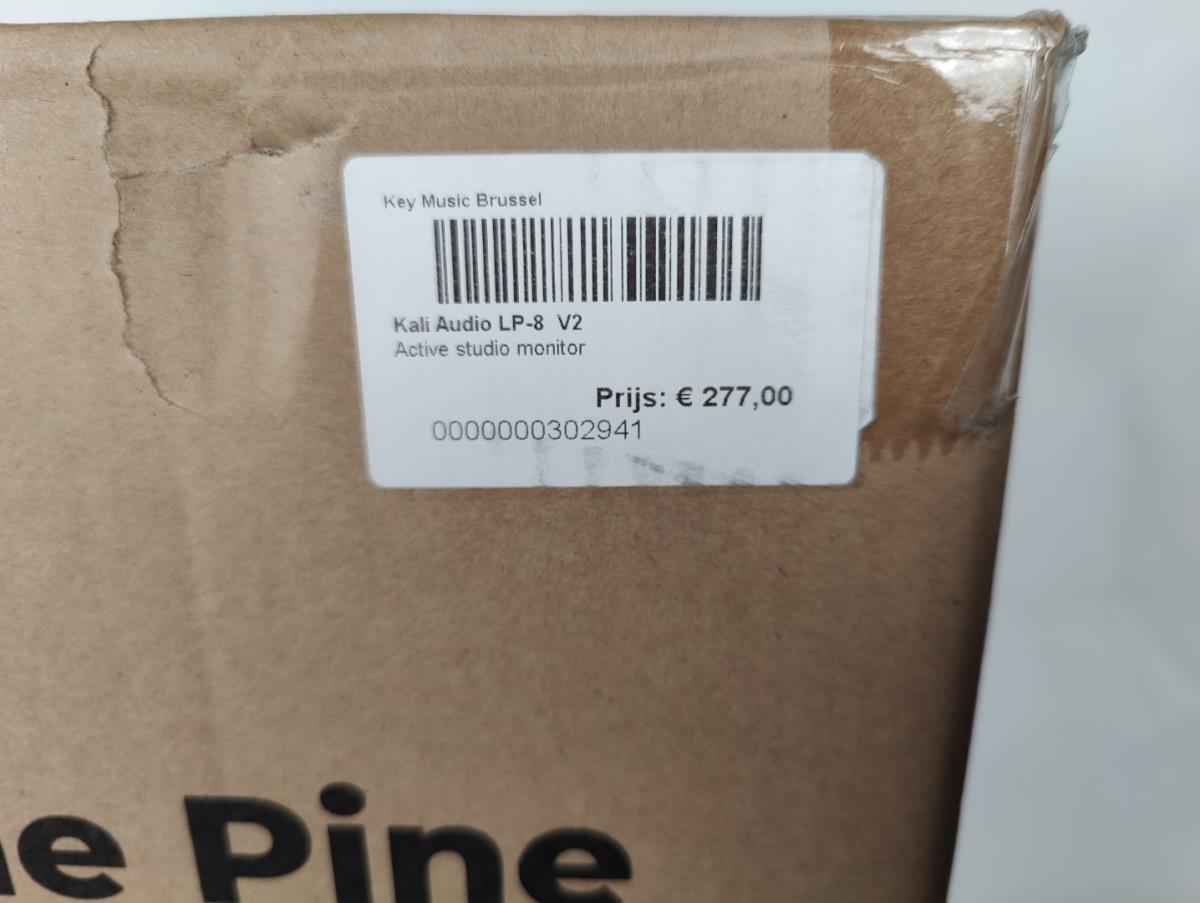 Key Music Brussel
Kali Audio LP-8 V2
Active studio monitor
Prijs: € 277,00
0000000302941
Pine